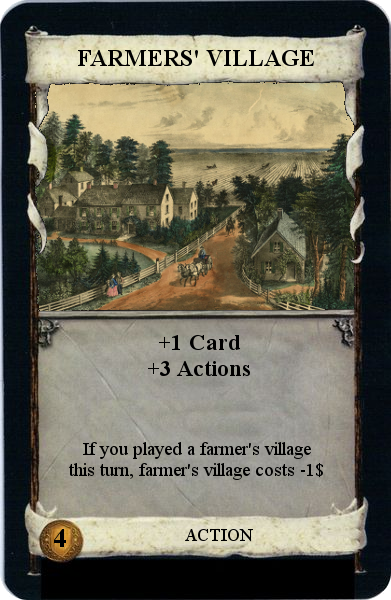 FARMERS' VILLAGE
+1 Card
+3 Actions
If you played a farmer's village
this turn, farmer's village costs -1$
4
ACTION